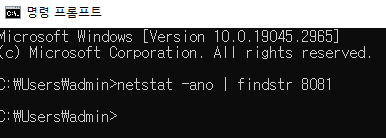 명령 프롬프트
Microsoft Windows [Version 10.0.19045.2965]
(c) Microsoft Corporation. All rights reserved.
C:₩Users₩admin>netstat -ano | findstr 8081
C:₩Users₩admin>